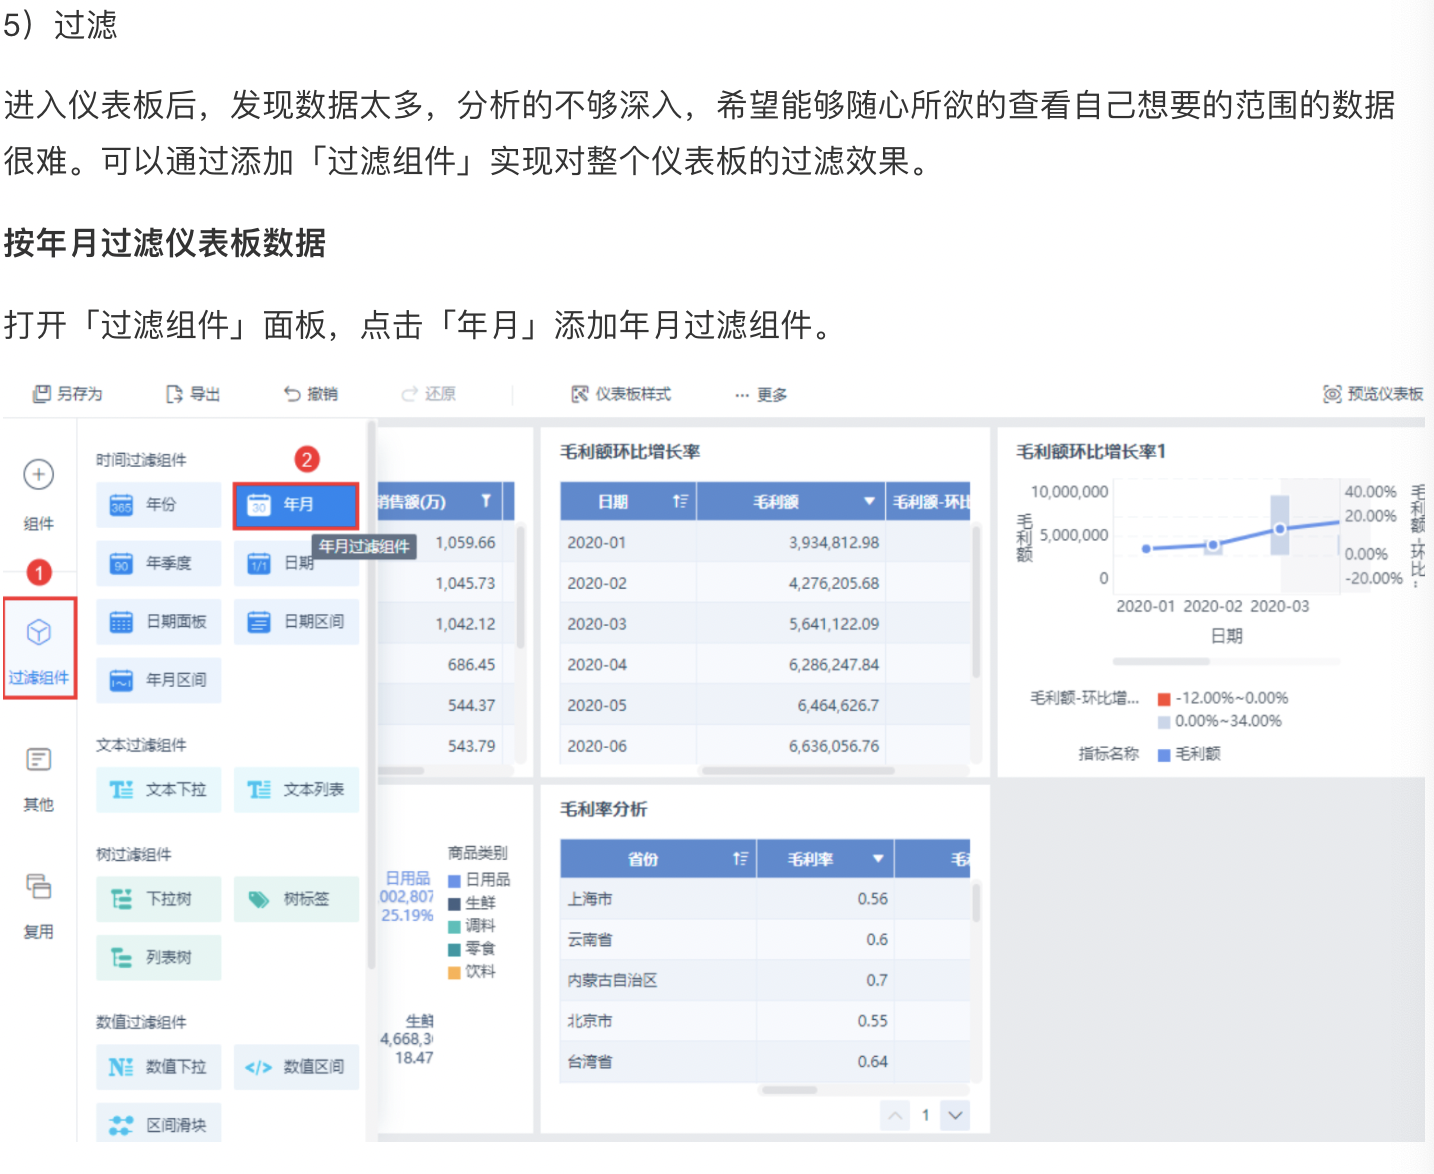 5）过滤
进入仪表板后，发现数据太多，分析的不够深入，希望能够随心所欲的查看自己想要的范围的数据
很难。可以通过添加「过滤组件」实现对整个仪表板的过滤效果。
按年月过滤仪表板数据
打开「过滤组件」面板，点击「年月」添加年月过滤组件。
另存为 导出 撤销 还原 仪表板样式 ··· 更多 预览仪表板
组件
1
过滤组件
其他
复用
时间过滤组件
2
365 年份 30 年月
年月过滤组件
90 年季度 1/1 日期
日期面板 日期区间
年月区间
文本过滤组件
文本下拉 文本列表
树过滤组件
下拉树 树标签
列表树
数值过滤组件
数值下拉 数值区间
区间滑块
销售额(万)
1,059.66
1,045.73
1,042.12
686.45
544.37
543.79
毛利额环比增长率
日期 毛利额 毛利额-环比
2020-01 3,934,812.98
2020-02 4,276,205.68
2020-03 5,641,122.09
2020-04 6,286,247.84
2020-05 6,464,626.7
2020-06 6,636,056.76
毛利额环比增长率1
毛利额
10,000,000
5,000,000
0
40.00%
20.00%
0.00%
-20.00%
毛利额-环比:
2020-01 2020-02 2020-03
日期
毛利额-环比增... -12.00%~0.00%
0.00%~34.00%
指标名称 毛利额
商品类别
日用品
生鲜
调料
零食
饮料
日用品
002,807
25.19%
生鲜
4,668,3
18.47
毛利率分析
省份 毛利率
上海市 0.56
云南省 0.6
内蒙古自治区 0.7
北京市 0.55
台湾省 0.64
1